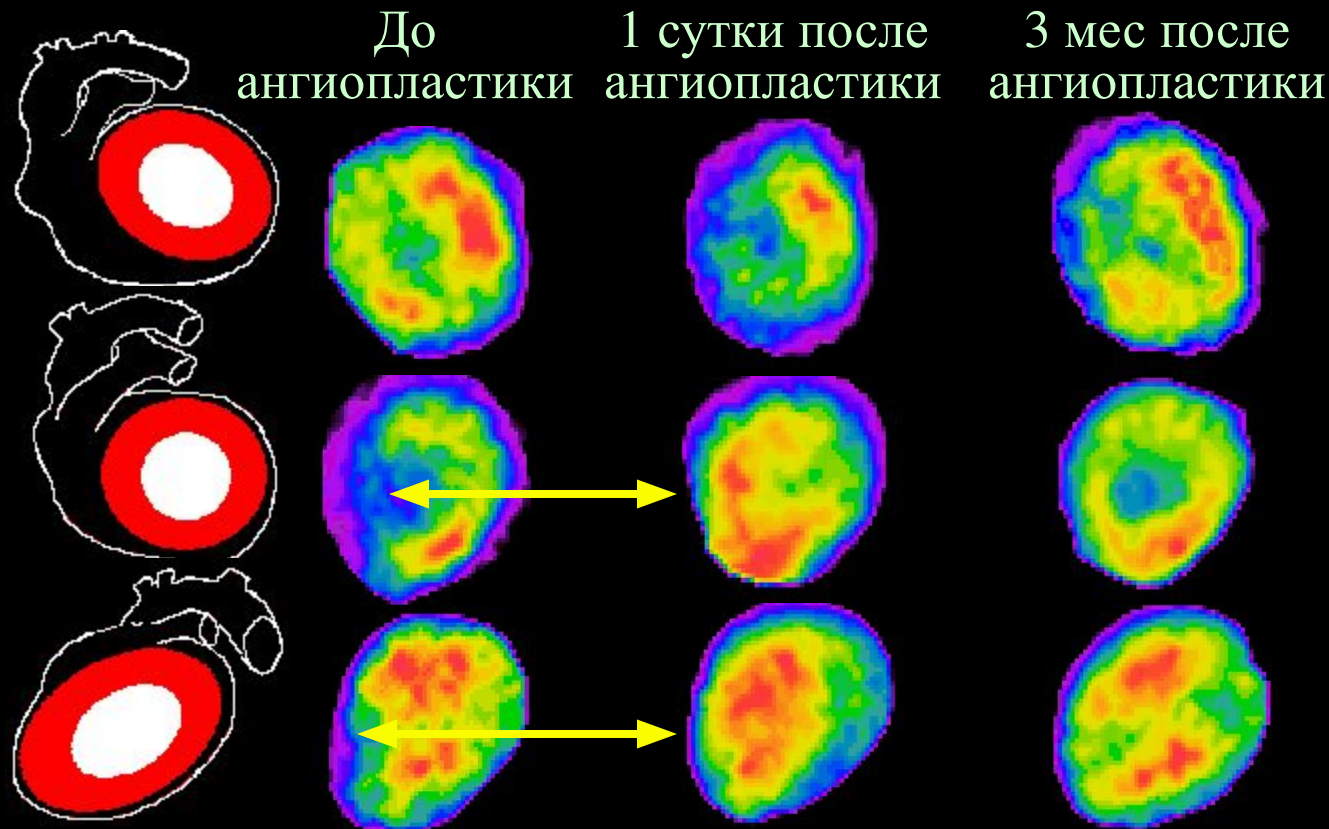 До
ангиопластики
1 сутки после
ангиопластики
3 мес после
ангиопластики